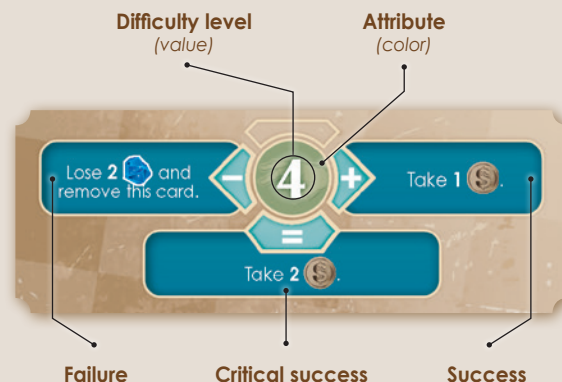 Difficulty level
(value)
Attribute
(color)
Lose 2 and
remove this card.
−
4
+
Take 1 S.
=
Take 2 S.
Failure
Critical success
Success